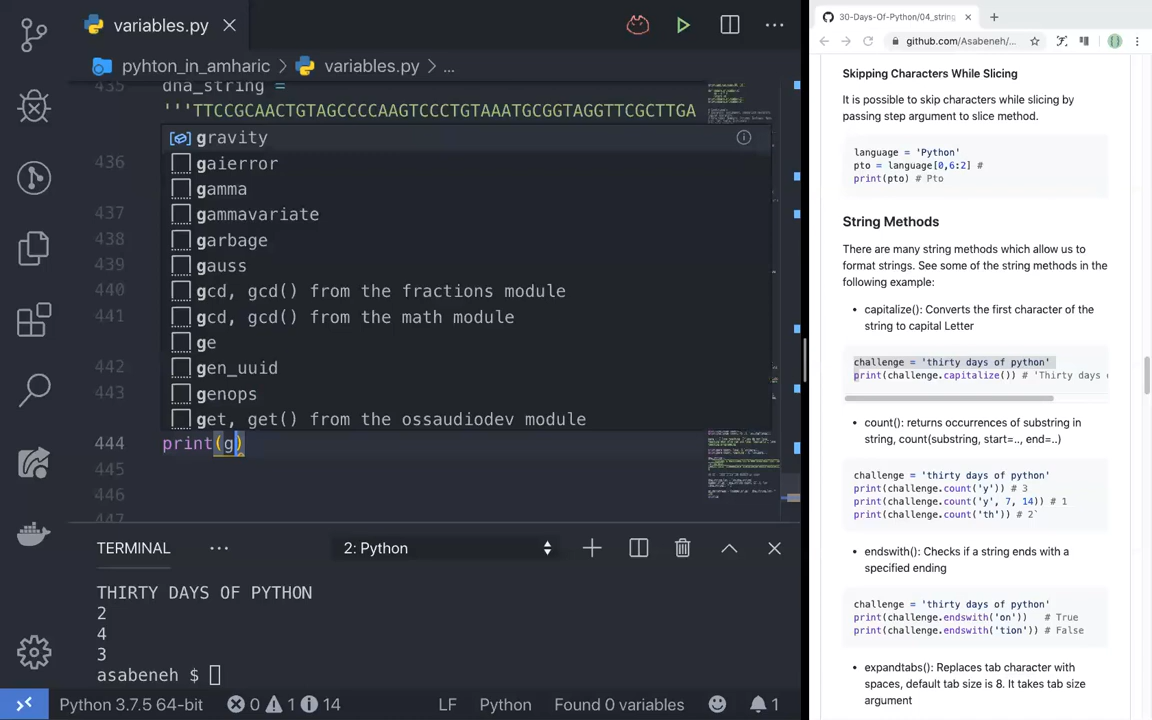 variables.py
pyhton_in_amharic > variables.py > ...
435 dna_string =
'''TTCCGCAACTGTAGCCCCAAGTCCCTGTAAATGCGGTAGGTTCGCTTGA
gravity
436 gaierror
gamma
437 gammavariate
438 garbage
439 gauss
440 gcd, gcd() from the fractions module
441 gcd, gcd() from the math module
ge
442 gen_uuid
443 genops
get, get() from the ossaudiodev module
444 print(g)
445
446
447
TERMINAL ... 2: Python
THIRTY DAYS OF PYTHON
2
4
3
asabeneh $
Python 3.7.5 64-bit 0 1 14 LF Python Found 0 variables 1
30-Days-Of-Python/04_string
github.com/Asabeneh/...
Skipping Characters While Slicing
It is possible to skip characters while slicing by
passing step argument to slice method.
language = 'Python'
pto = language[0,6:2] #
print(pto) # Pto
String Methods
There are many string methods which allow us to
format strings. See some of the string methods in the
following example:
• capitalize(): Converts the first character of the
string to capital Letter
challenge = 'thirty days of python'
print(challenge.capitalize()) # 'Thirty days
• count(): returns occurrences of substring in
string, count(substring, start=.., end=..)
challenge = 'thirty days of python'
print(challenge.count('y')) # 3
print(challenge.count('y', 7, 14)) # 1
print(challenge.count('th')) # 2`
• endswith(): Checks if a string ends with a
specified ending
challenge = 'thirty days of python'
print(challenge.endswith('on')) # True
print(challenge.endswith('tion')) # False
• expandtabs(): Replaces tab character with
spaces, default tab size is 8. It takes tab size
argument